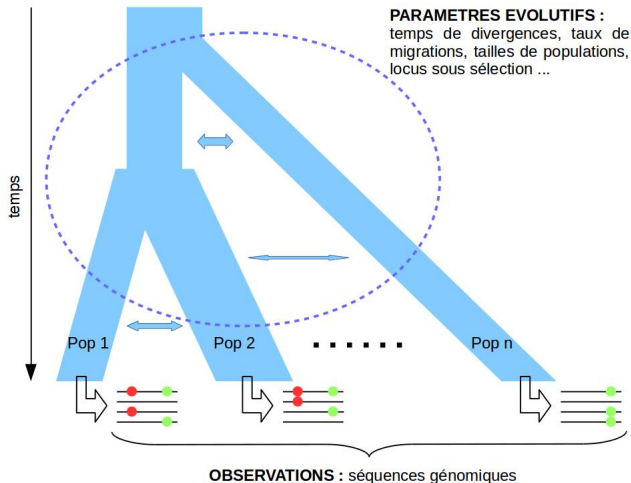 PARAMETRES EVOLUTIFS :
temps de divergences, taux de
migrations, tailles de populations,
locus sous sélection ...
temps
Pop 1
Pop 2
Pop n
OBSERVATIONS : séquences génomiques